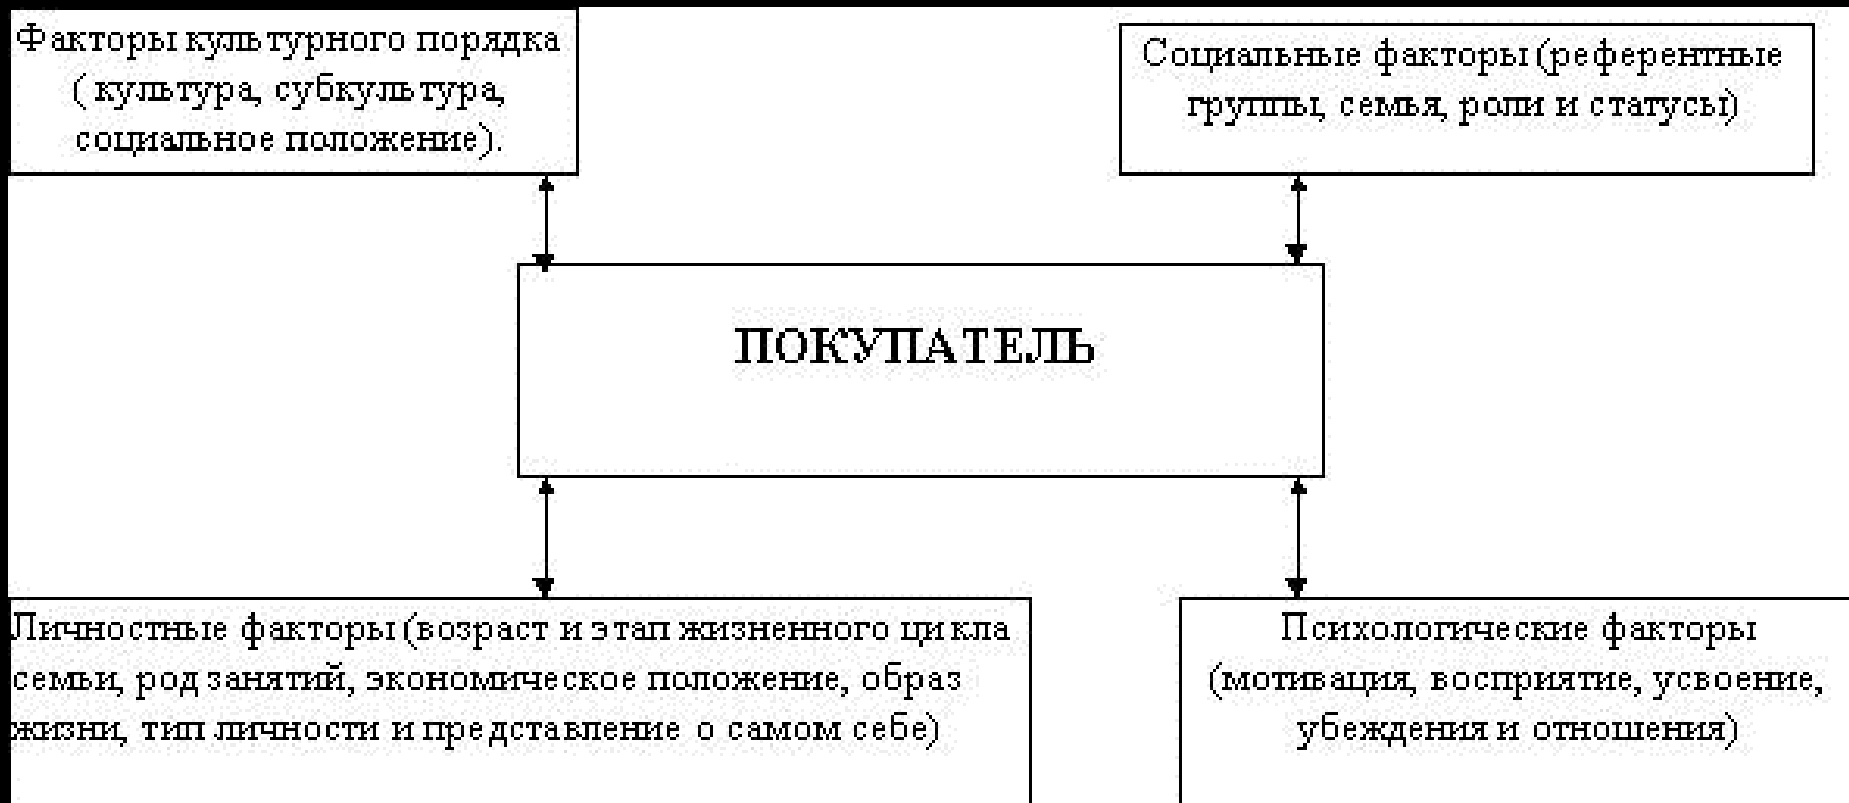 Факторы культурного порядка
( культура, субкультура,
социальное положение).
Социальные факторы (референтные
группы, семья, роли и статусы)
ПОКУПАТЕЛЬ
Личностные факторы (возраст и этап жизненного цикла
семьи, род занятий, экономическое положение, образ
жизни, тип личности и представление о самом себе)
Психологические факторы
(мотивация, восприятие, усвоение,
убеждения и отношения)